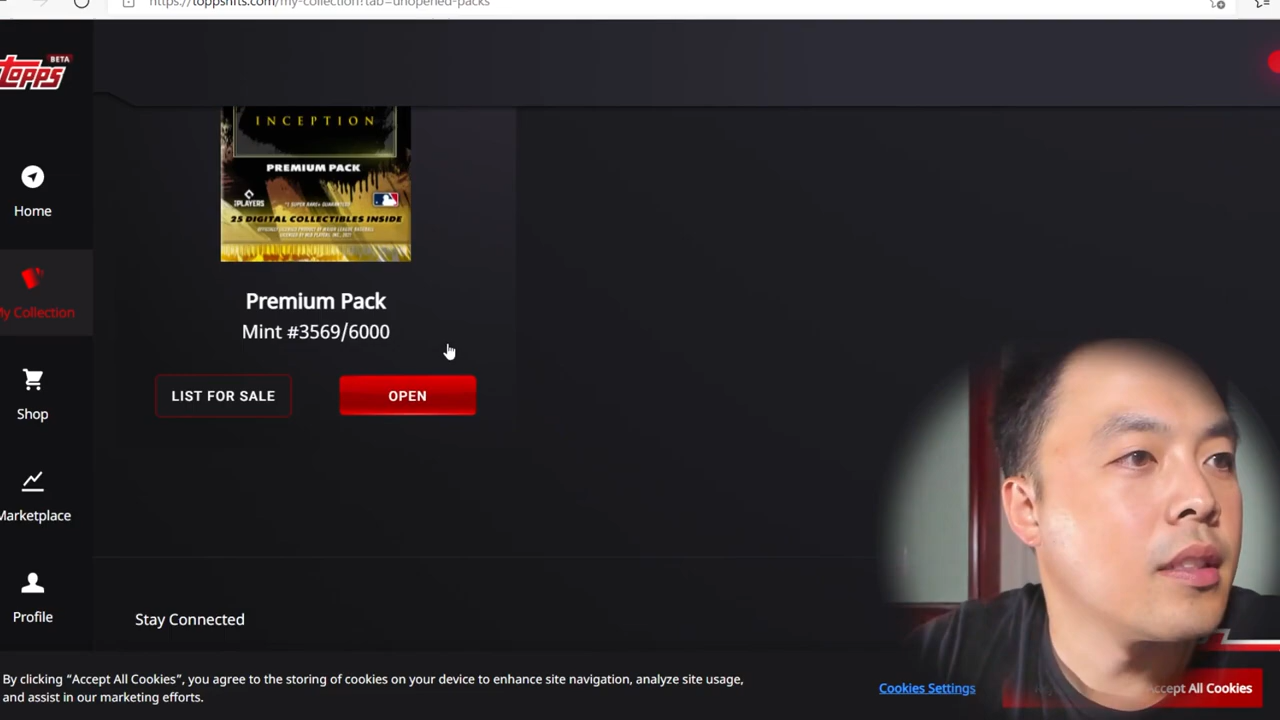 https://toppsnfts.com/my-collection?tab=unopened-packs
TOPPS
BETA
Home
My Collection
Shop
Marketplace
Profile
INCEPTION
PREMIUM PACK
PLAYERS
25 DIGITAL COLLECTIBLES INSIDE
Premium Pack
Mint #3569/6000
LIST FOR SALE
OPEN
Stay Connected
By clicking “Accept All Cookies”, you agree to the storing of cookies on your device to enhance site navigation, analyze site usage,
and assist in our marketing efforts.
Cookies Settings
Accept All Cookies